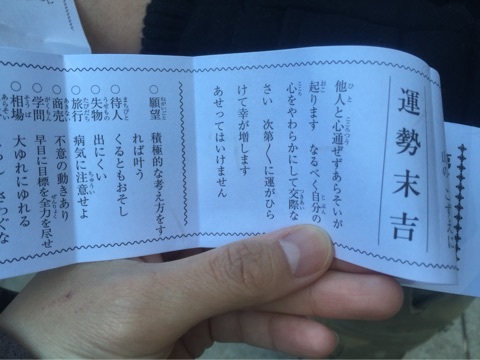 運勢末吉
他人と心通ぜずあらそいが
起ります なるべく自分の
心をやわらかにして交際な
さい 次第〱に運がひら
けて幸が増します
あせってはいけません
○願望 積極的な考え方をす
れば叶う
○待人 くるともおそし
○失物 出にくい
○旅行 病気に注意せよ
○商売 不意の動きあり
○学問 早目に目標を全力を尽せ
○相場 大ゆれにゆれる